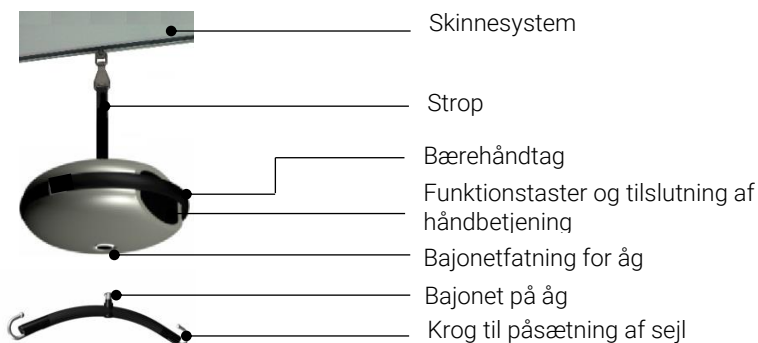 Skinnesystem
Strop
Bærehåndtag
Funktionstaster og tilslutning af
håndbetjening
Bajonetfatning for åg
Bajonet på åg
Krog til påsætning af sejl